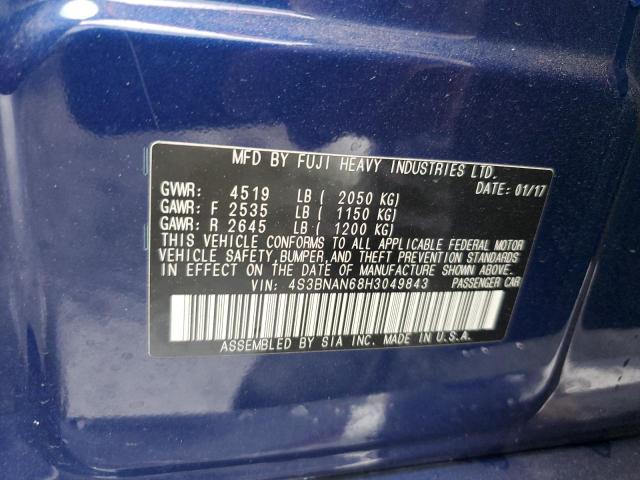 MFD BY FUJI HEAVY INDUSTRIES LTD.
DATE: 01/17
GVWR: 4519 LB ( 2050 KG)
GAWR: F 2535 LB ( 1150 KG)
GAWR: R 2645 LB ( 1200 KG)
THIS VEHICLE CONFORMS TO ALL APPLICABLE FEDERAL MOTOR
VEHICLE SAFETY, BUMPER, AND THEFT PREVENTION STANDARDS
IN EFFECT ON THE DATE OF MANUFACTURE SHOWN ABOVE.
VIN: 4S3BNAN68H3049843 PASSENGER CAR
ASSEMBLED BY SIA INC. MADE IN U.S.A.